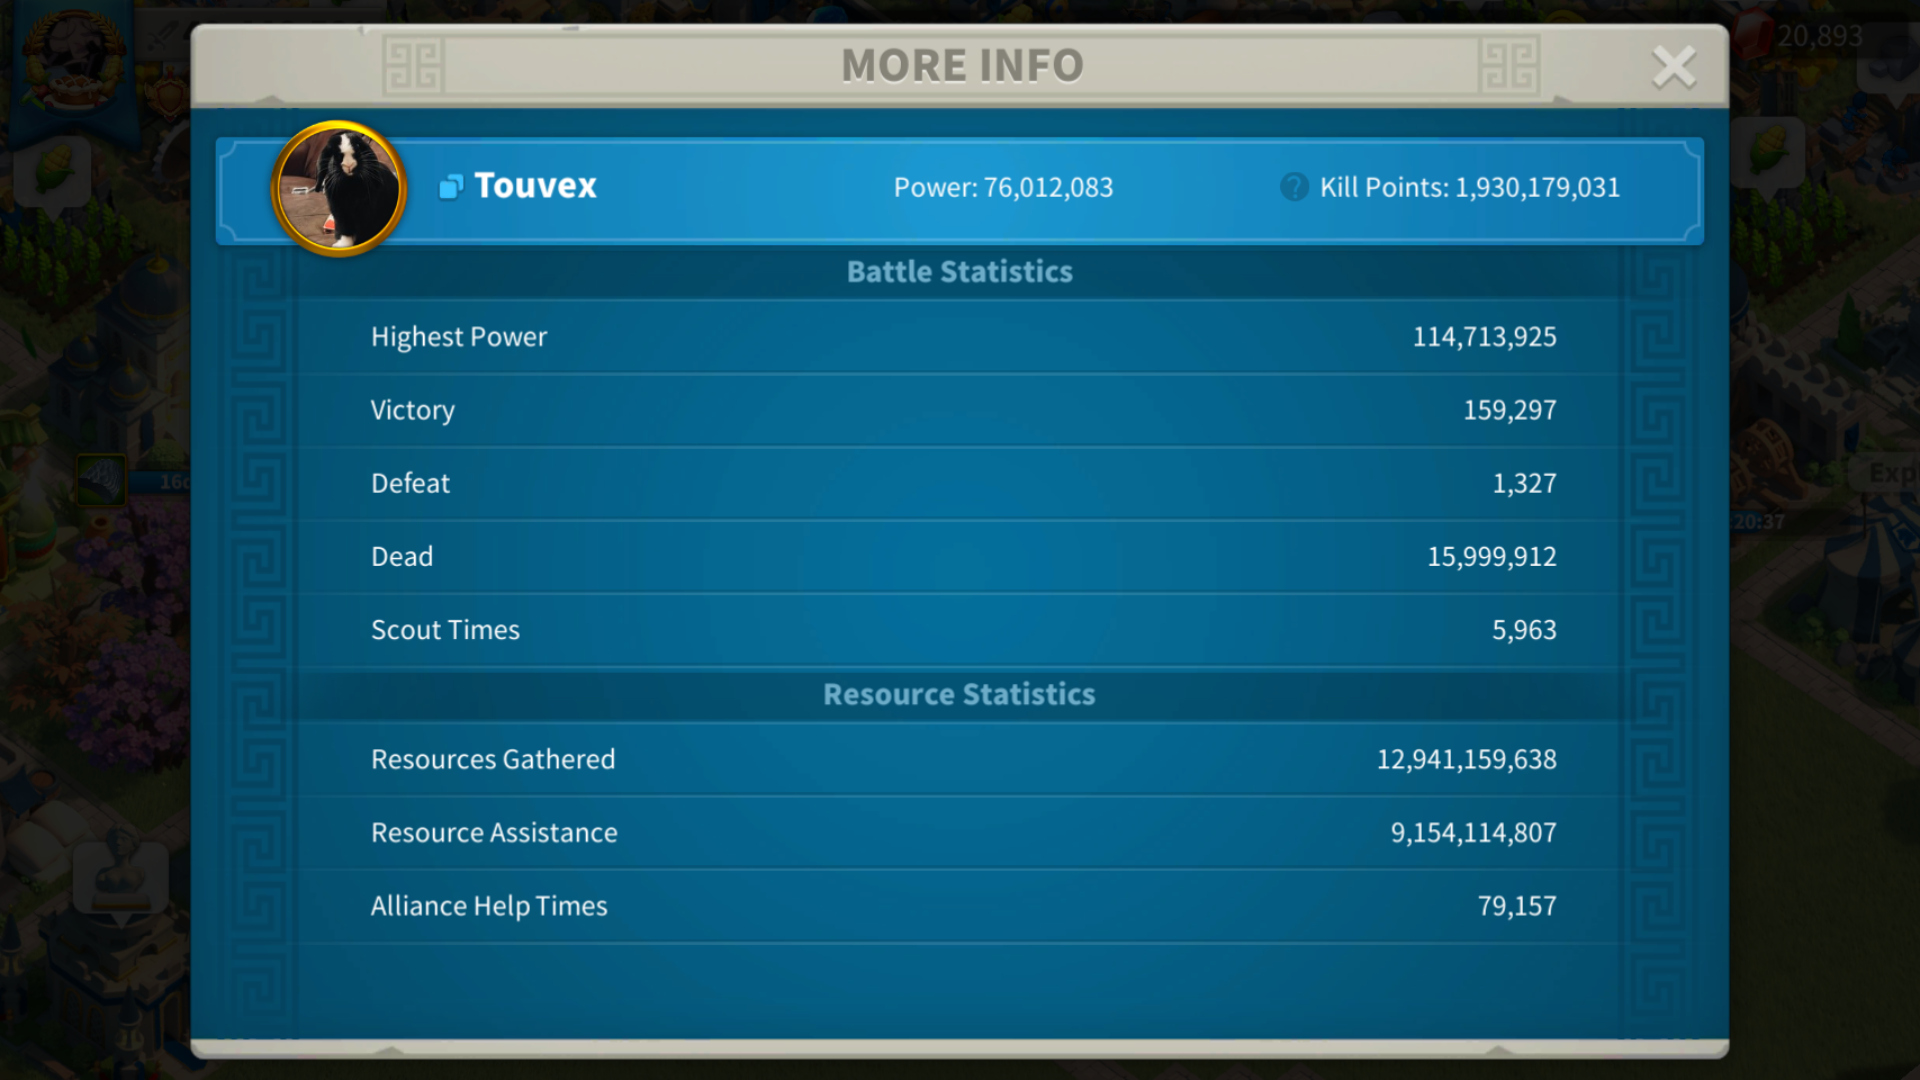 20,893
MORE INFO
Touvex
Power: 76,012,083
? Kill Points: 1,930,179,031
Battle Statistics
Highest Power 114,713,925
Victory 159,297
Defeat 1,327
Dead 15,999,912
Scout Times 5,963
Resource Statistics
Resources Gathered 12,941,159,638
Resource Assistance 9,154,114,807
Alliance Help Times 79,157
16d
Exp
:20:37